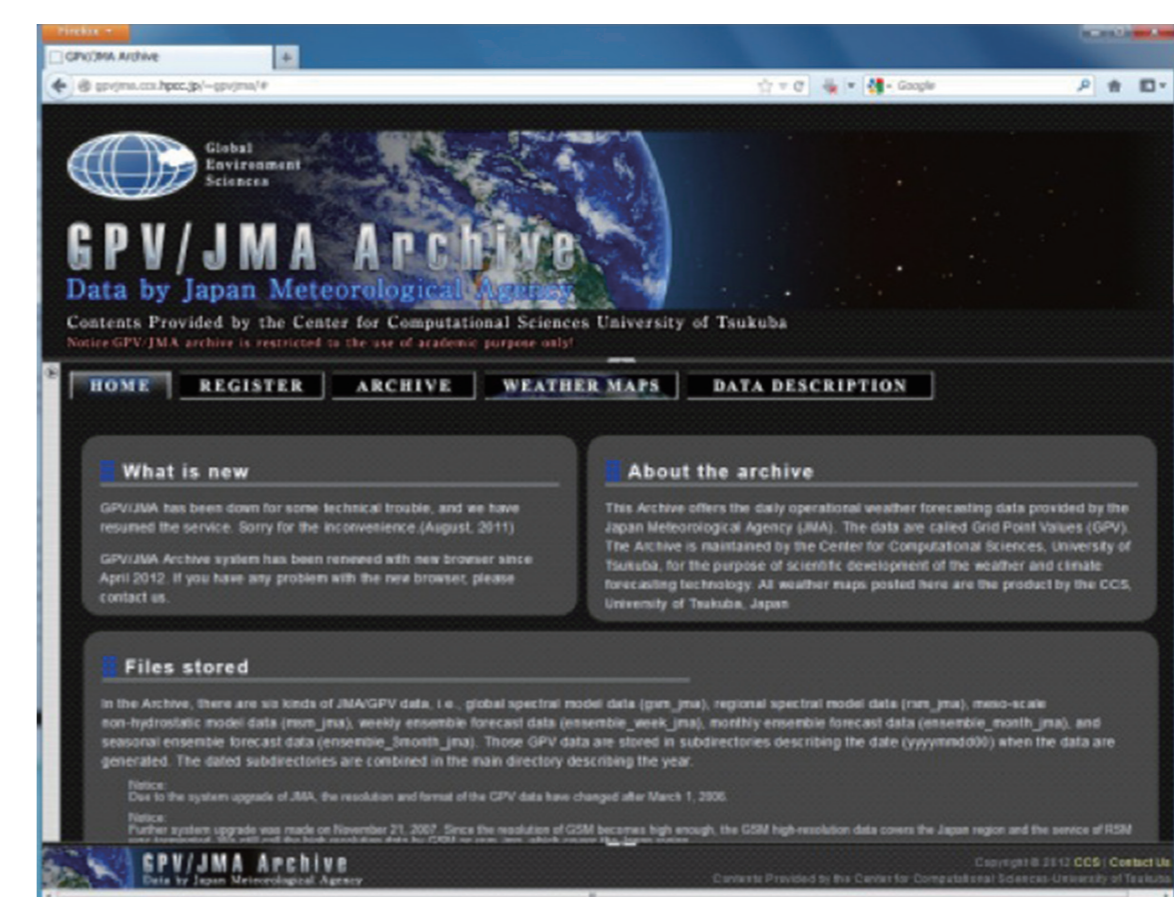 Firefox
GPV/JMA Archive
gpvjma.ccs.hpcc.jp/~gpvjma/#
Google
Global
Environment
Sciences
GPV/JMA Archive
Data by Japan Meteorological Agency
Contents Provided by the Center for Computational Sciences University of Tsukuba
Notice:GPV/JMA archive is restricted to the use of academic purpose only!
HOME REGISTER ARCHIVE WEATHER MAPS DATA DESCRIPTION
What is new
GPV/JMA has been down for some technical trouble, and we have
resumed the service. Sorry for the inconvenience.(August, 2011)
GPV/JMA Archive system has been renewed with new browser since
April 2012. If you have any problem with the new browser, please
contact us.
About the archive
This Archive offers the daily operational weather forecasting data provided by the
Japan Meteorological Agency (JMA). The data are called Grid Point Values (GPV).
The Archive is maintained by the Center for Computational Sciences, University of
Tsukuba, for the purpose of scientific development of the weather and climate
forecasting technology. All weather maps posted here are the product by the CCS,
University of Tsukuba, Japan
Files stored
In the Archive, there are six kinds of JMA/GPV data, i.e., global spectral model data (gsm_jma), regional spectral model data (rsm_jma), meso-scale
non-hydrostatic model data (msm_jma), weekly ensemble forecast data (ensemble_week_jma), monthly ensemble forecast data (ensemble_month_jma), and
seasonal ensemble forecast data (ensemble_3month_jma). Those GPV data are stored in subdirectories describing the date (yyyymmdd00) when the data are
generated. The dated subdirectories are combined in the main directory describing the year.
Notice:
Due to the system upgrade of JMA, the resolution and format of the GPV data have changed after March 1, 2006.
Notice:
Further system upgrade was made on November 21, 2007. Since the resolution of GSM becomes high enough, the GSM high-resolution data covers the Japan region and the service of RSM
GPV/JMA Archive
Data by Japan Meteorological Agency
Copyright © 2012 CCS | Contact Us
Contents Provided by the Center for Computational Sciences-University of Tsukuba